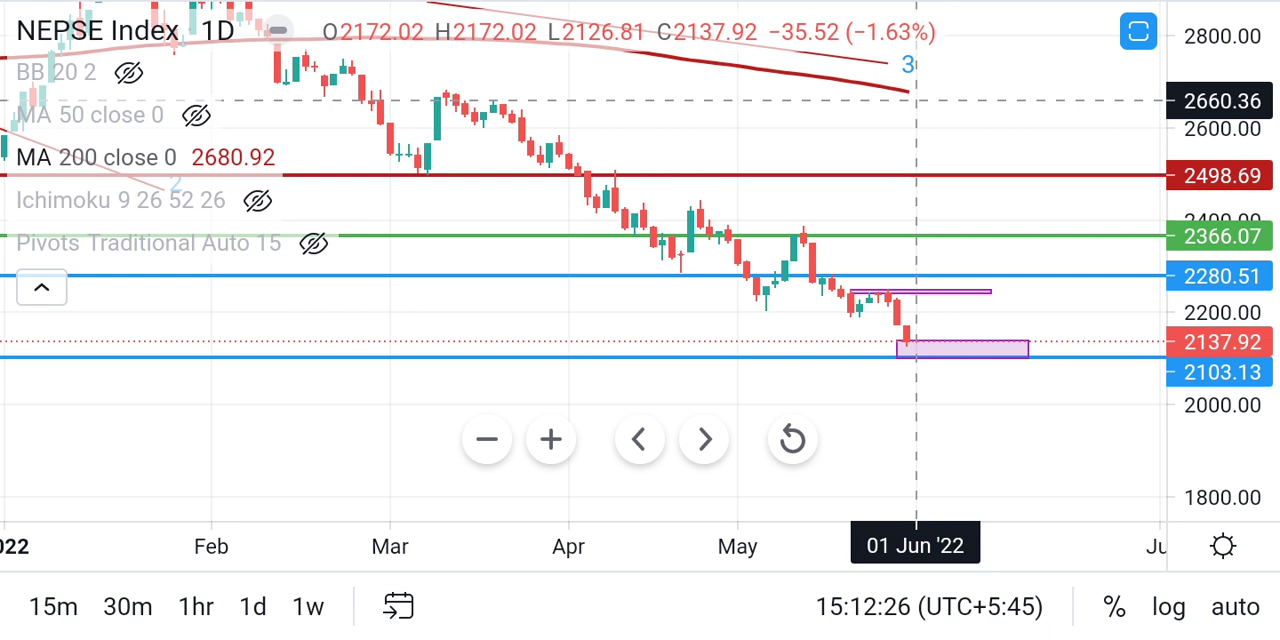 NEPSE Index 1D O2172.02 H2172.02 L2126.81 C2137.92 −35.52 (−1.63%)
BB 20 2
MA 50 close 0
MA 200 close 0 2680.92
Ichimoku 9 26 52 26
Pivots Traditional Auto 15
2
3
2800.00
2660.36
2600.00
2498.69
2400.00
2366.07
2280.51
2200.00
2137.92
2103.13
2000.00
1800.00
022 Feb Mar Apr May 01 Jun '22 Ju
15m 30m 1hr 1d 1w 15:12:26 (UTC+5:45) % log auto